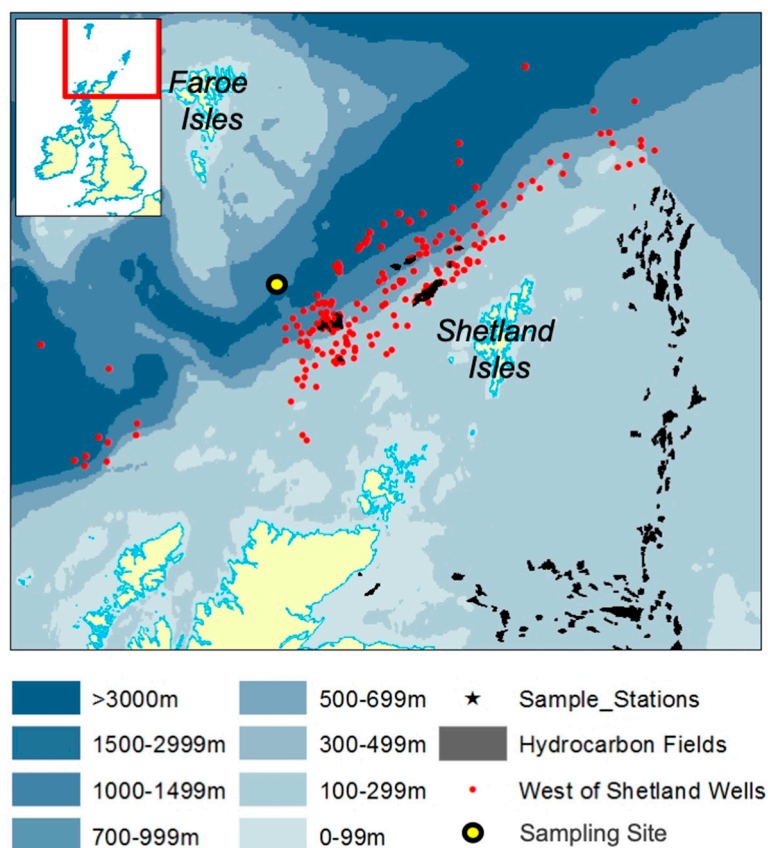 Faroe
Isles
Shetland
Isles
>3000m
1500-2999m
1000-1499m
700-999m
500-699m
300-499m
100-299m
0-99m
Sample_Stations
Hydrocarbon Fields
West of Shetland Wells
Sampling Site